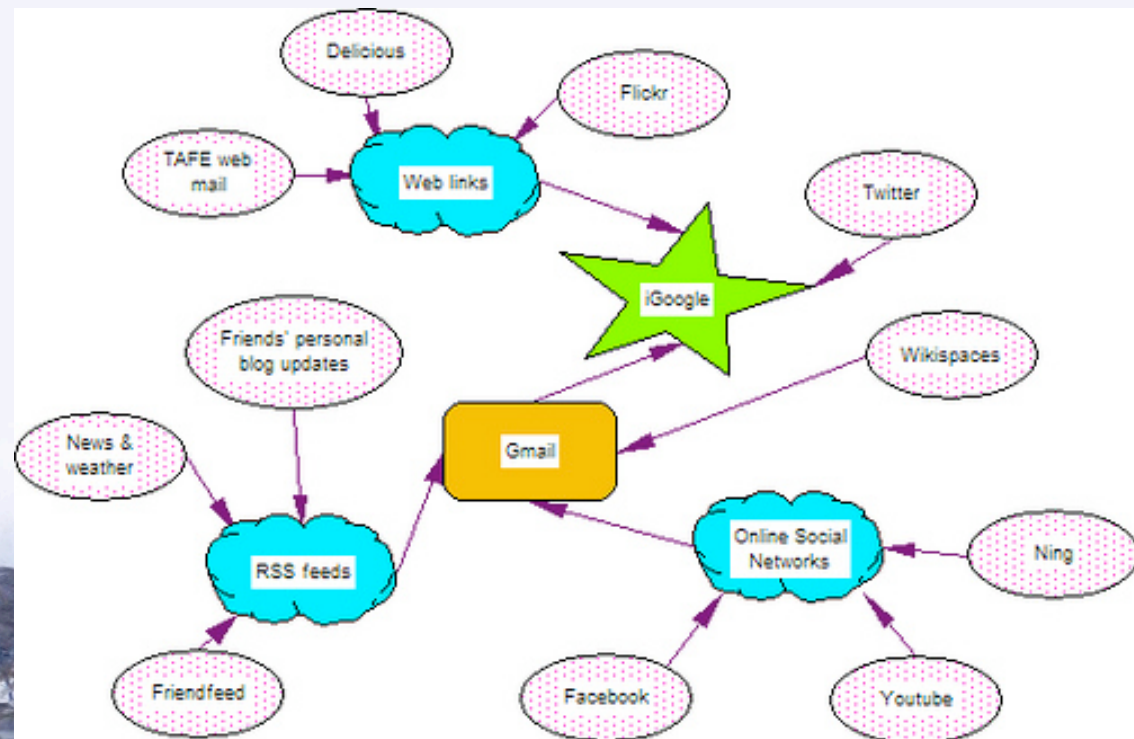 Delicious
Flickr
TAFE web
mail
Web links
Twitter
iGoogle
Friends' personal
blog updates
Wikispaces
News &
weather
Gmail
RSS feeds
Online Social
Networks
Ning
Friendfeed
Facebook
Youtube